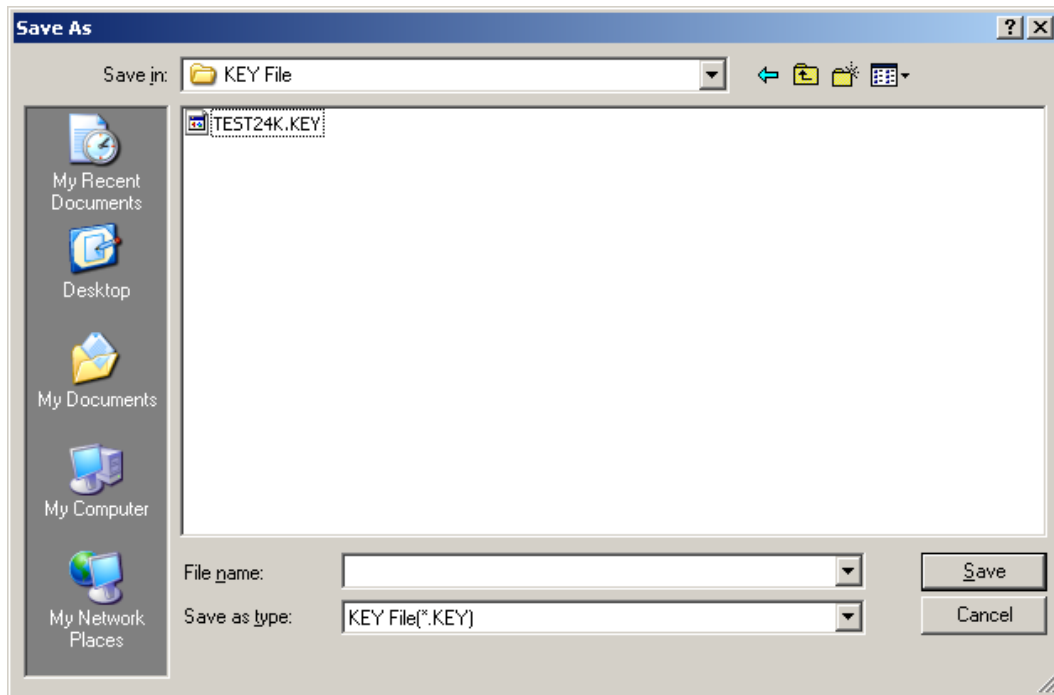 Save As
Save in: KEY File
TEST24K.KEY
My Recent
Documents
Desktop
My Documents
My Computer
My Network
Places
File name:
Save
Save as type: KEY File(*.KEY)
Cancel